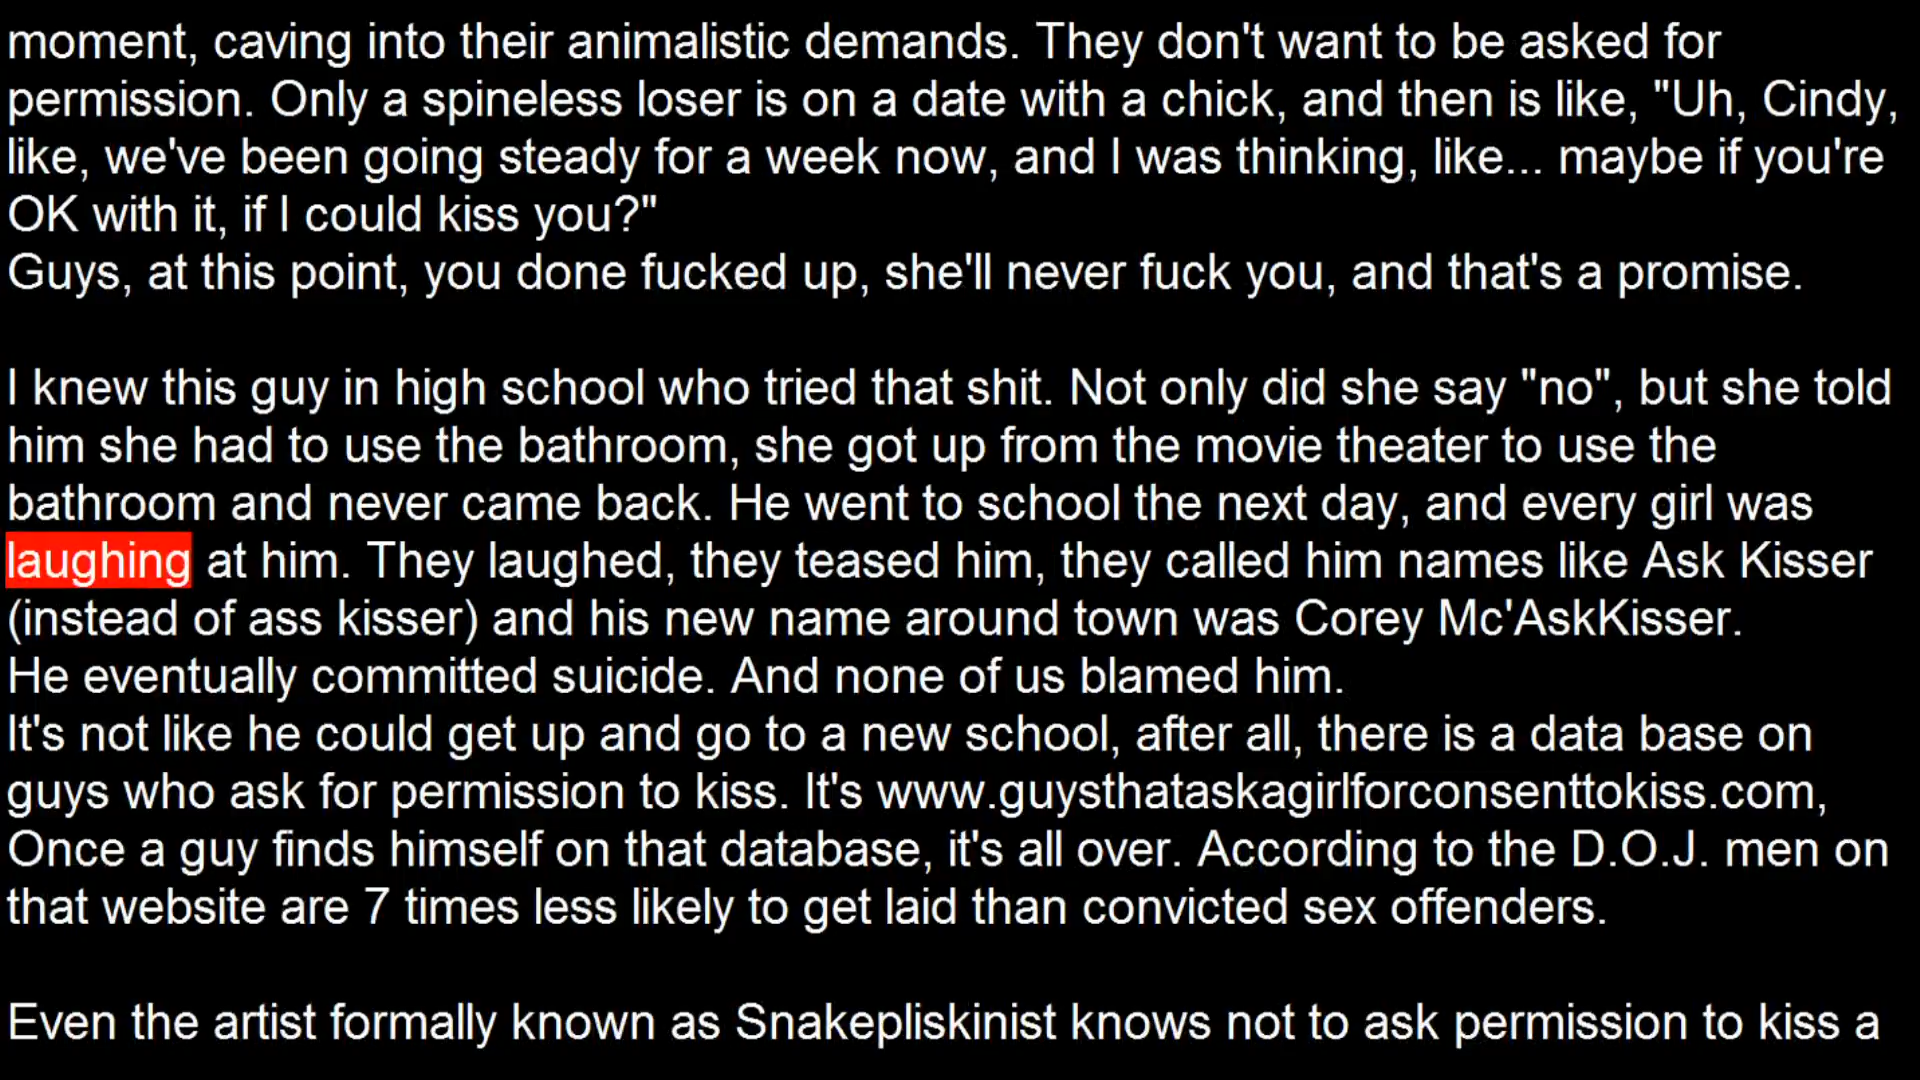 moment, caving into their animalistic demands. They don't want to be asked for
permission. Only a spineless loser is on a date with a chick, and then is like, "Uh, Cindy,
like, we've been going steady for a week now, and I was thinking, like... maybe if you're
OK with it, if I could kiss you?"
Guys, at this point, you done fucked up, she'll never fuck you, and that's a promise.
I knew this guy in high school who tried that shit. Not only did she say "no", but she told
him she had to use the bathroom, she got up from the movie theater to use the
bathroom and never came back. He went to school the next day, and every girl was
laughing at him. They laughed, they teased him, they called him names like Ask Kisser
(instead of ass kisser) and his new name around town was Corey Mc'AskKisser.
He eventually committed suicide. And none of us blamed him.
It's not like he could get up and go to a new school, after all, there is a data base on
guys who ask for permission to kiss. It's www.guysthataskagirlforconsenttokiss.com,
Once a guy finds himself on that database, it's all over. According to the D.O.J. men on
that website are 7 times less likely to get laid than convicted sex offenders.
Even the artist formally known as Snakepliskinist knows not to ask permission to kiss a